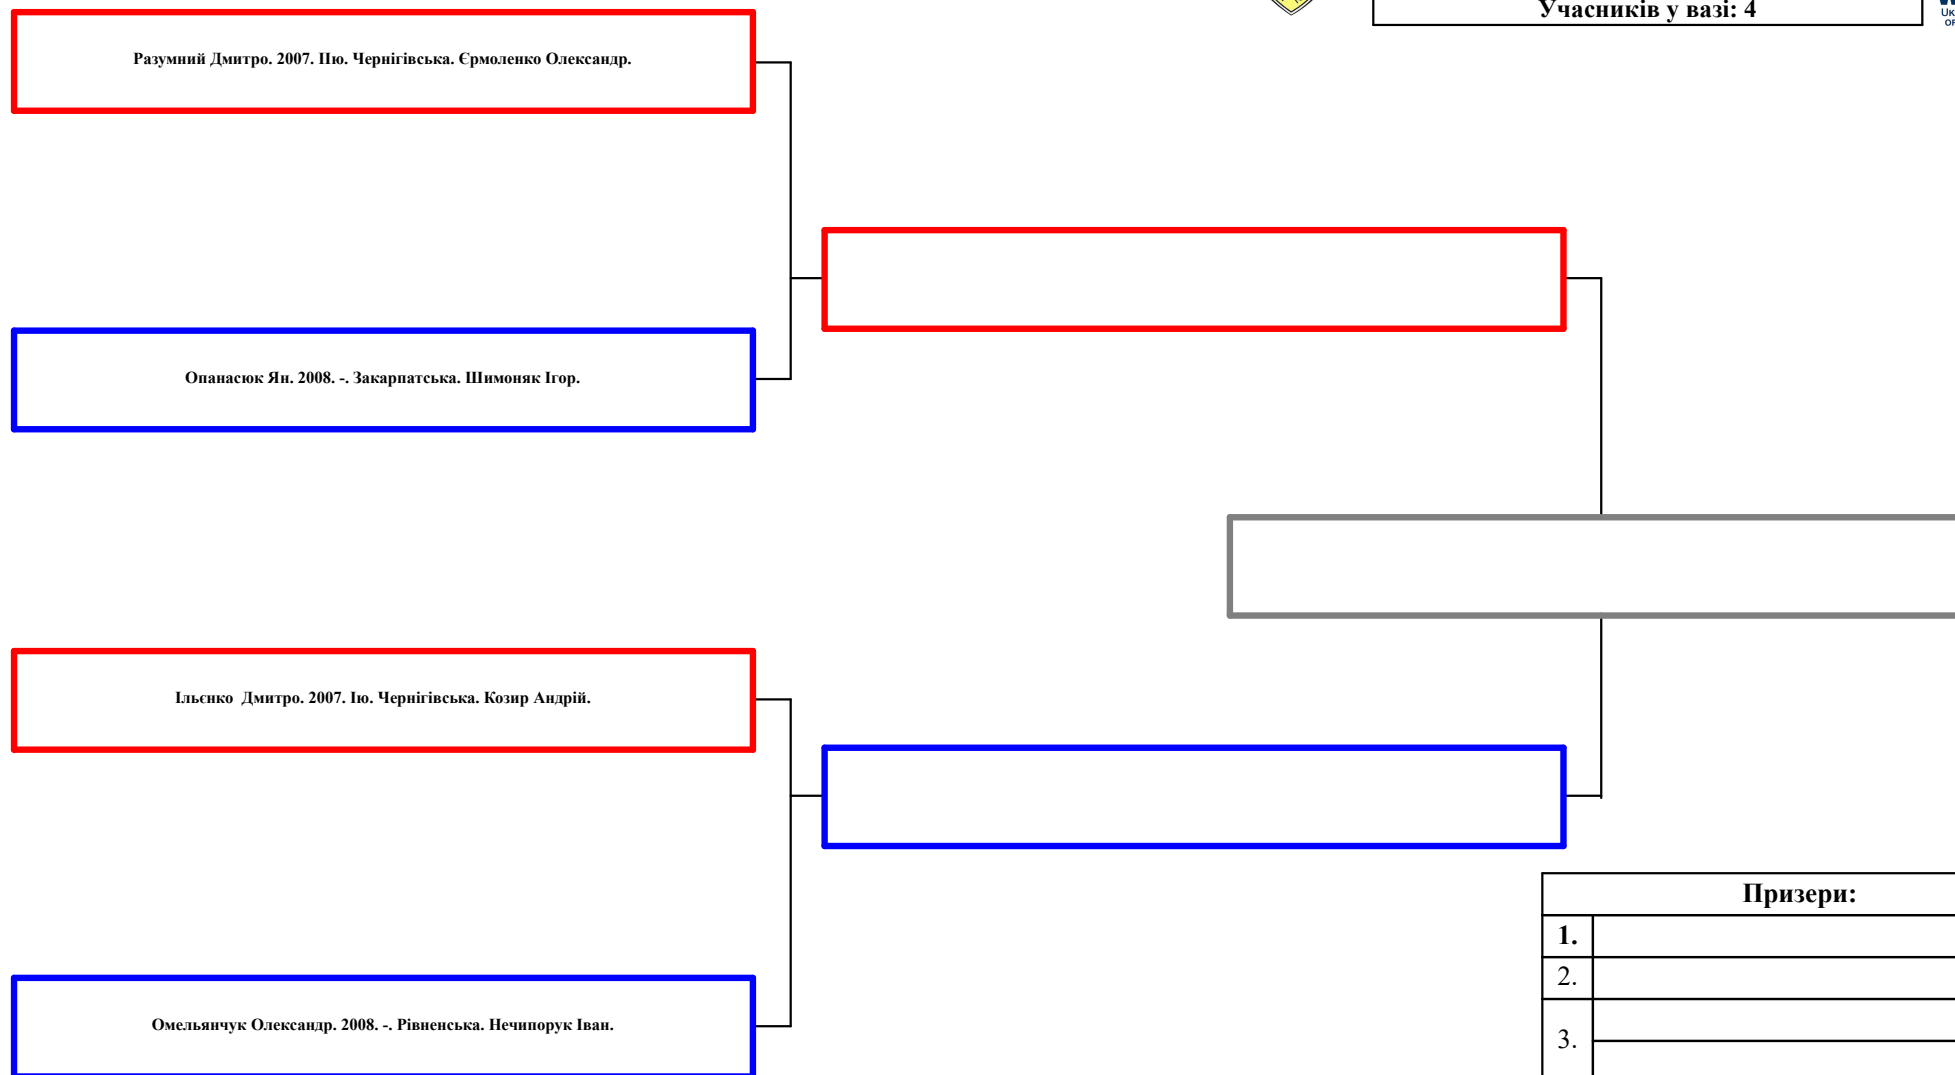 Учасників у вазі: 4
Разумний Дмитро. 2007. ІІю. Чернігівська. Єрмоленко Олександр.
Опанасюк Ян. 2008. -. Закарпатська. Шимоняк Ігор.
Ільєнко Дмитро. 2007. Ію. Чернігівська. Козир Андрій.
Омельянчук Олександр. 2008. -. Рівненська. Нечипорук Іван.
Призери:
1.
2.
3.